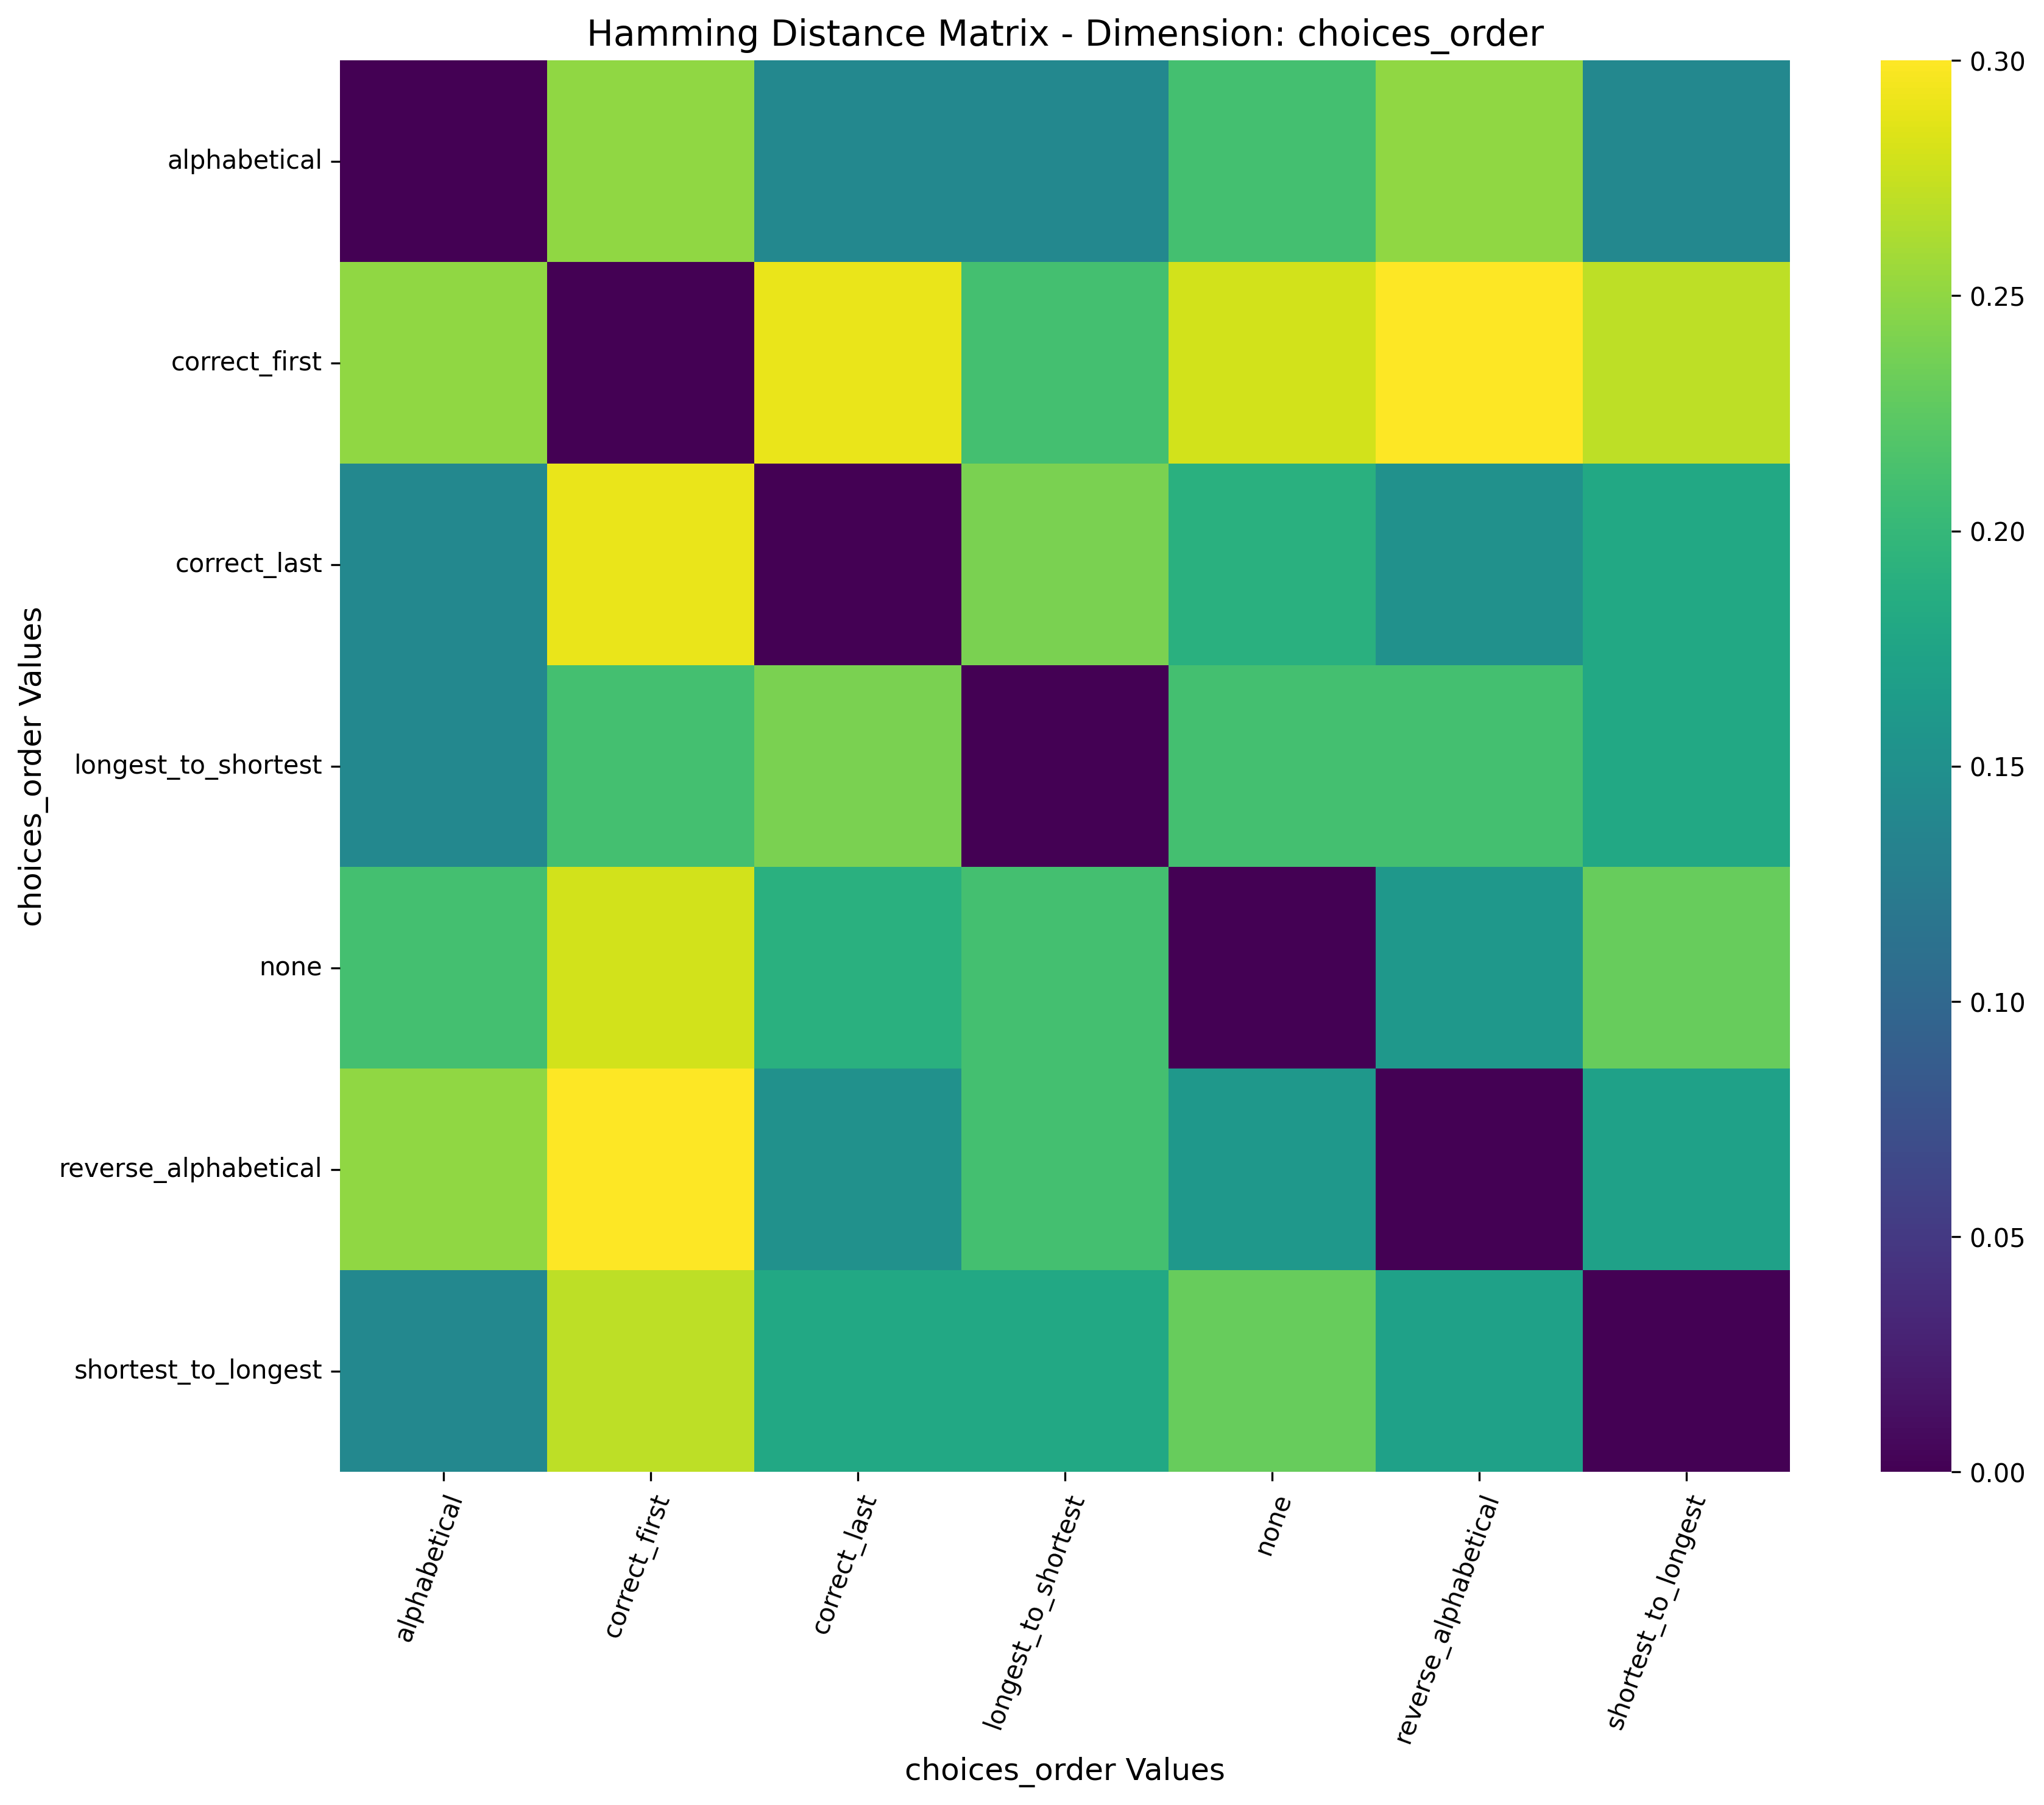 Hamming Distance Matrix - Dimension: choices_order
choices_order Values
alphabetical
correct_first
correct_last
longest_to_shortest
none
reverse_alphabetical
shortest_to_longest
alphabetical
correct_first
correct_last
longest_to_shortest
none
reverse_alphabetical
shortest_to_longest
choices_order Values
0.30
0.25
0.20
0.15
0.10
0.05
0.00